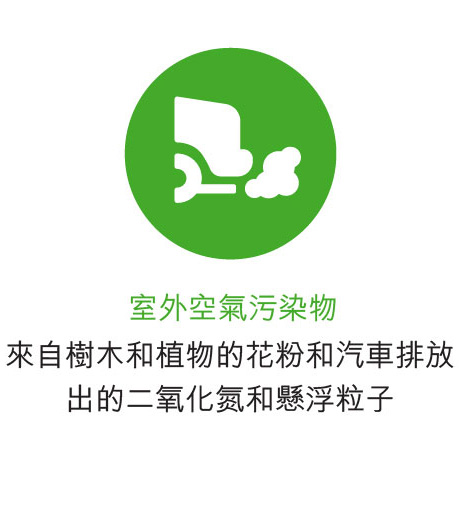 室外空氣污染物
來自樹木和植物的花粉和汽車排放
出的二氧化氮和懸浮粒子